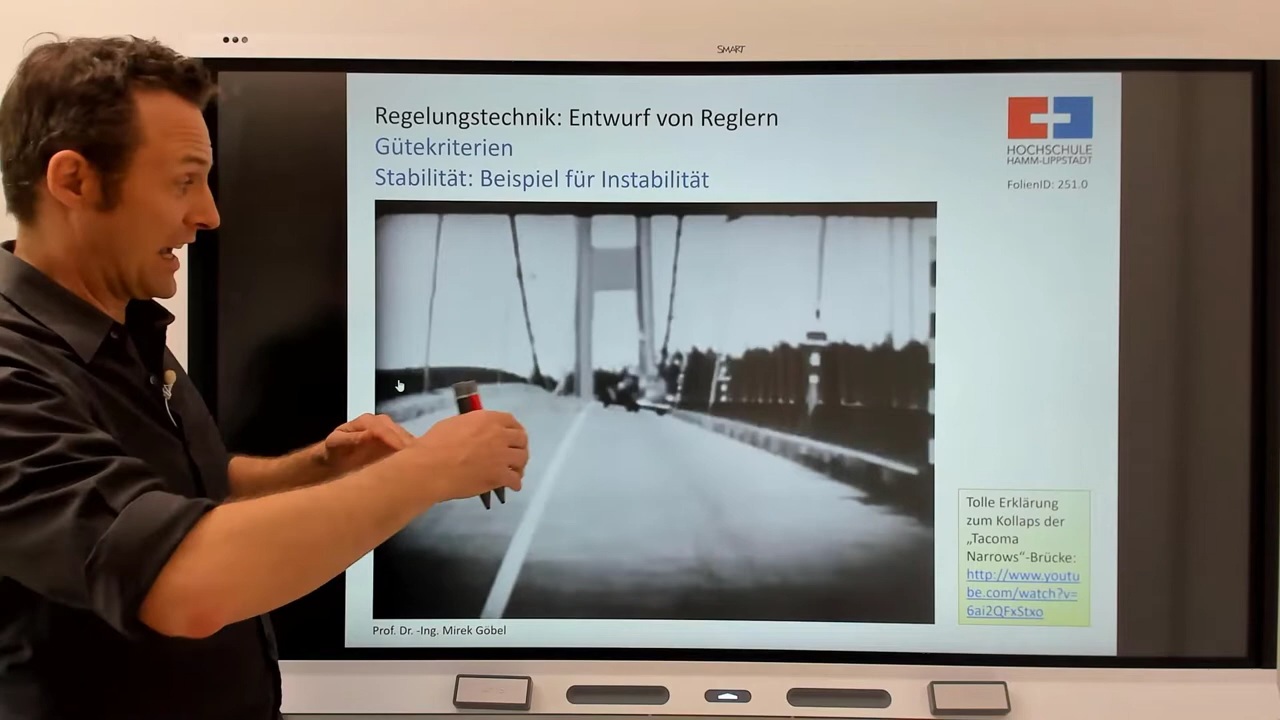 SMART
Regelungstechnik: Entwurf von Reglern
Gütekriterien
Stabilität: Beispiel für Instabilität
HOCHSCHULE
HAMM-LIPPSTADT
FolienID: 251.0
Tolle Erklärung
zum Kollaps der
„Tacoma
Narrows“-Brücke:
http://www.youtu
be.com/watch?v=
6ai2QFxStxo
Prof. Dr. -Ing. Mirek Göbel